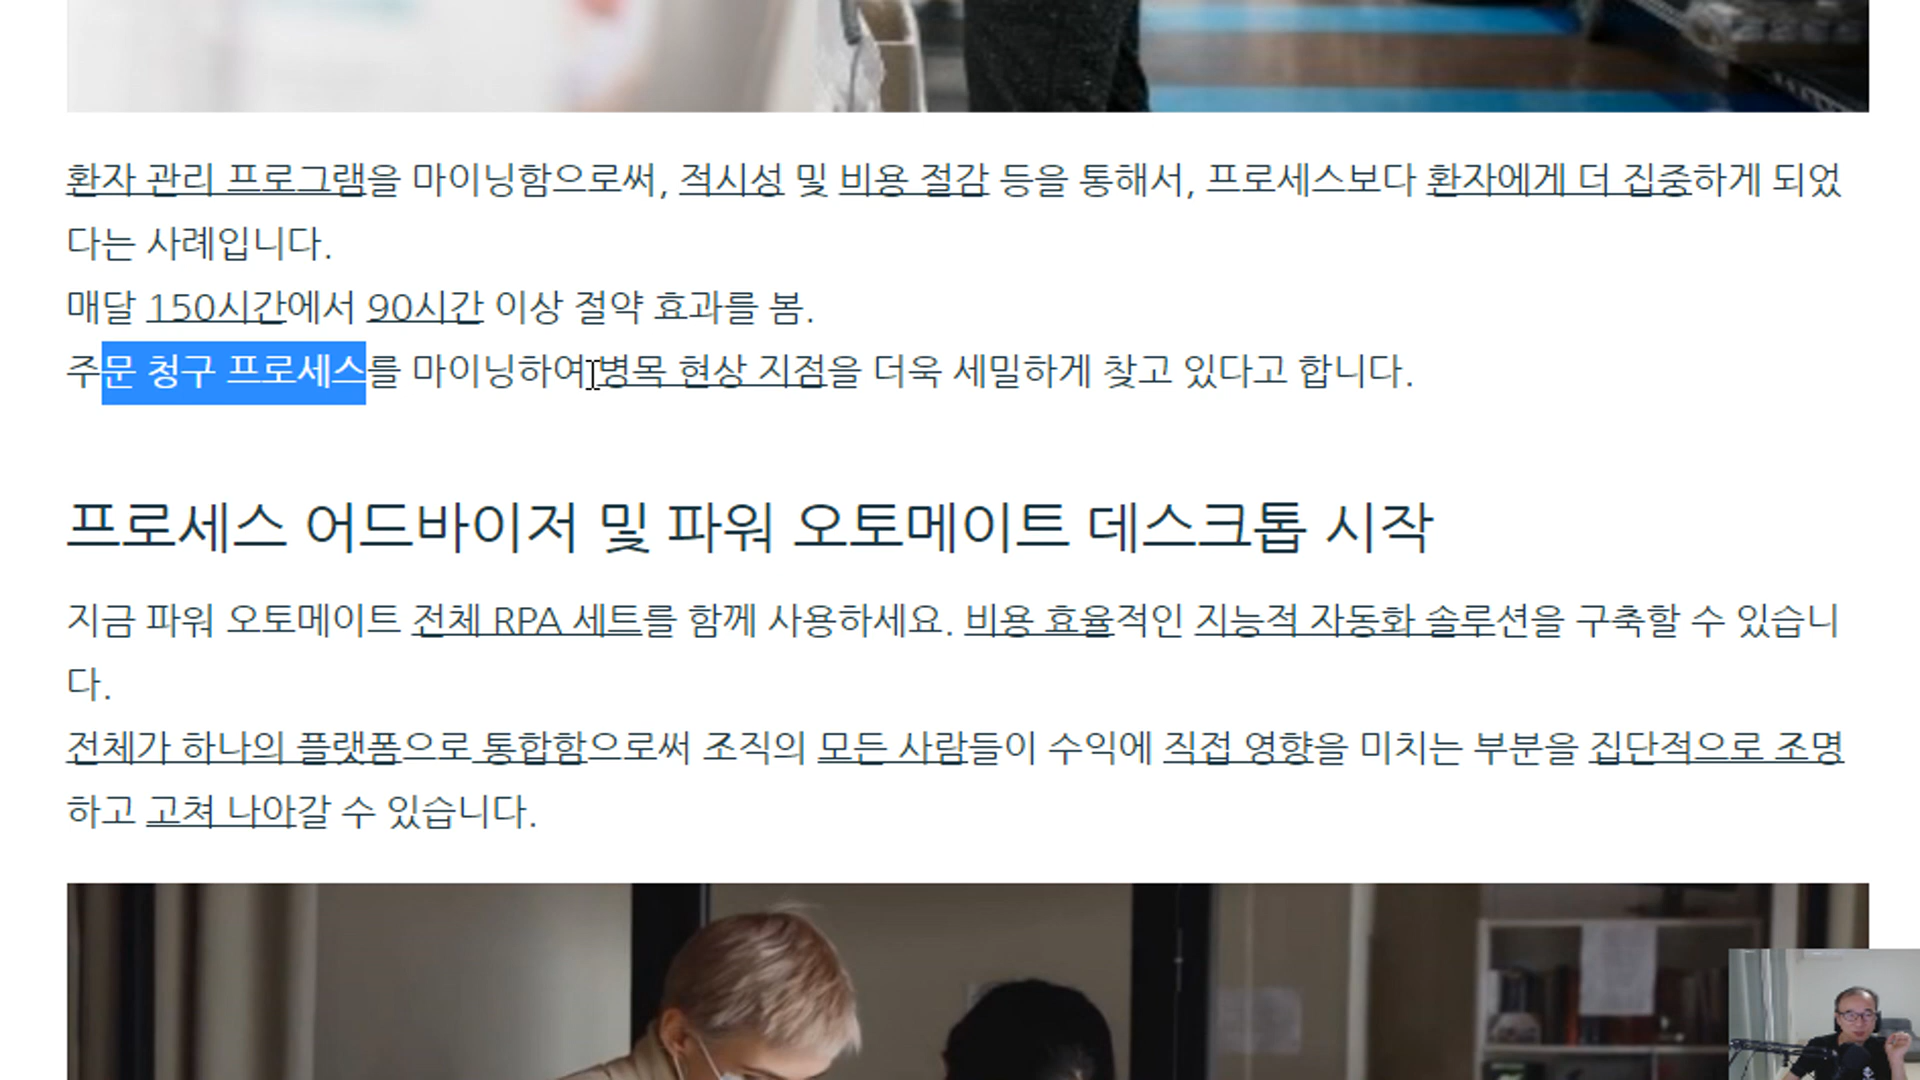 환자 관리 프로그램을 마이닝함으로써, 적시성 및 비용 절감 등을 통해서, 프로세스보다 환자에게 더 집중하게 되었
다는 사례입니다.
매달 150시간에서 90시간 이상 절약 효과를 봄.
주문 청구 프로세스를 마이닝하여 병목 현상 지점을 더욱 세밀하게 찾고 있다고 합니다.
프로세스 어드바이저 및 파워 오토메이트 데스크톱 시작
지금 파워 오토메이트 전체 RPA 세트를 함께 사용하세요. 비용 효율적인 지능적 자동화 솔루션을 구축할 수 있습니
다.
전체가 하나의 플랫폼으로 통합함으로써 조직의 모든 사람들이 수익에 직접 영향을 미치는 부분을 집단적으로 조명
하고 고쳐 나아갈 수 있습니다.